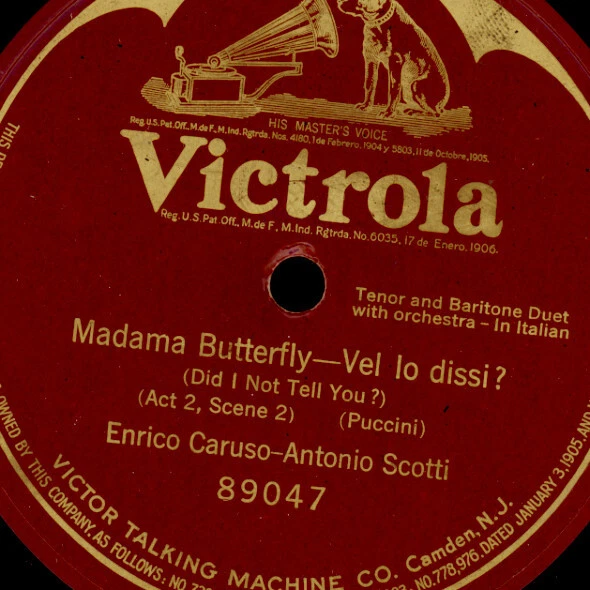 HIS MASTER'S VOICE
Reg. U.S. Pat. Off., M. de F., M. Ind. Rgtrda. Nos. 4180, 1 de Febrero. 1904 y 5803, 11 de Octobre, 1905.
Victrola
Reg. U.S. Pat. Off., M. de F., M. Ind. Rgtrda. No. 6035, 17 de Enero, 1906.
Tenor and Baritone Duet
with orchestra – In Italian
Madama Butterfly—Vel lo dissi?
(Did I Not Tell You?)
(Act 2, Scene 2) (Puccini)
Enrico Caruso–Antonio Scotti
89047
VICTOR TALKING MACHINE CO. Camden, N.J.
OWNED BY THIS COMPANY, AS FOLLOWS: NO.
NO. 778,976. DATED JANUARY 3, 1905. AND
THIS